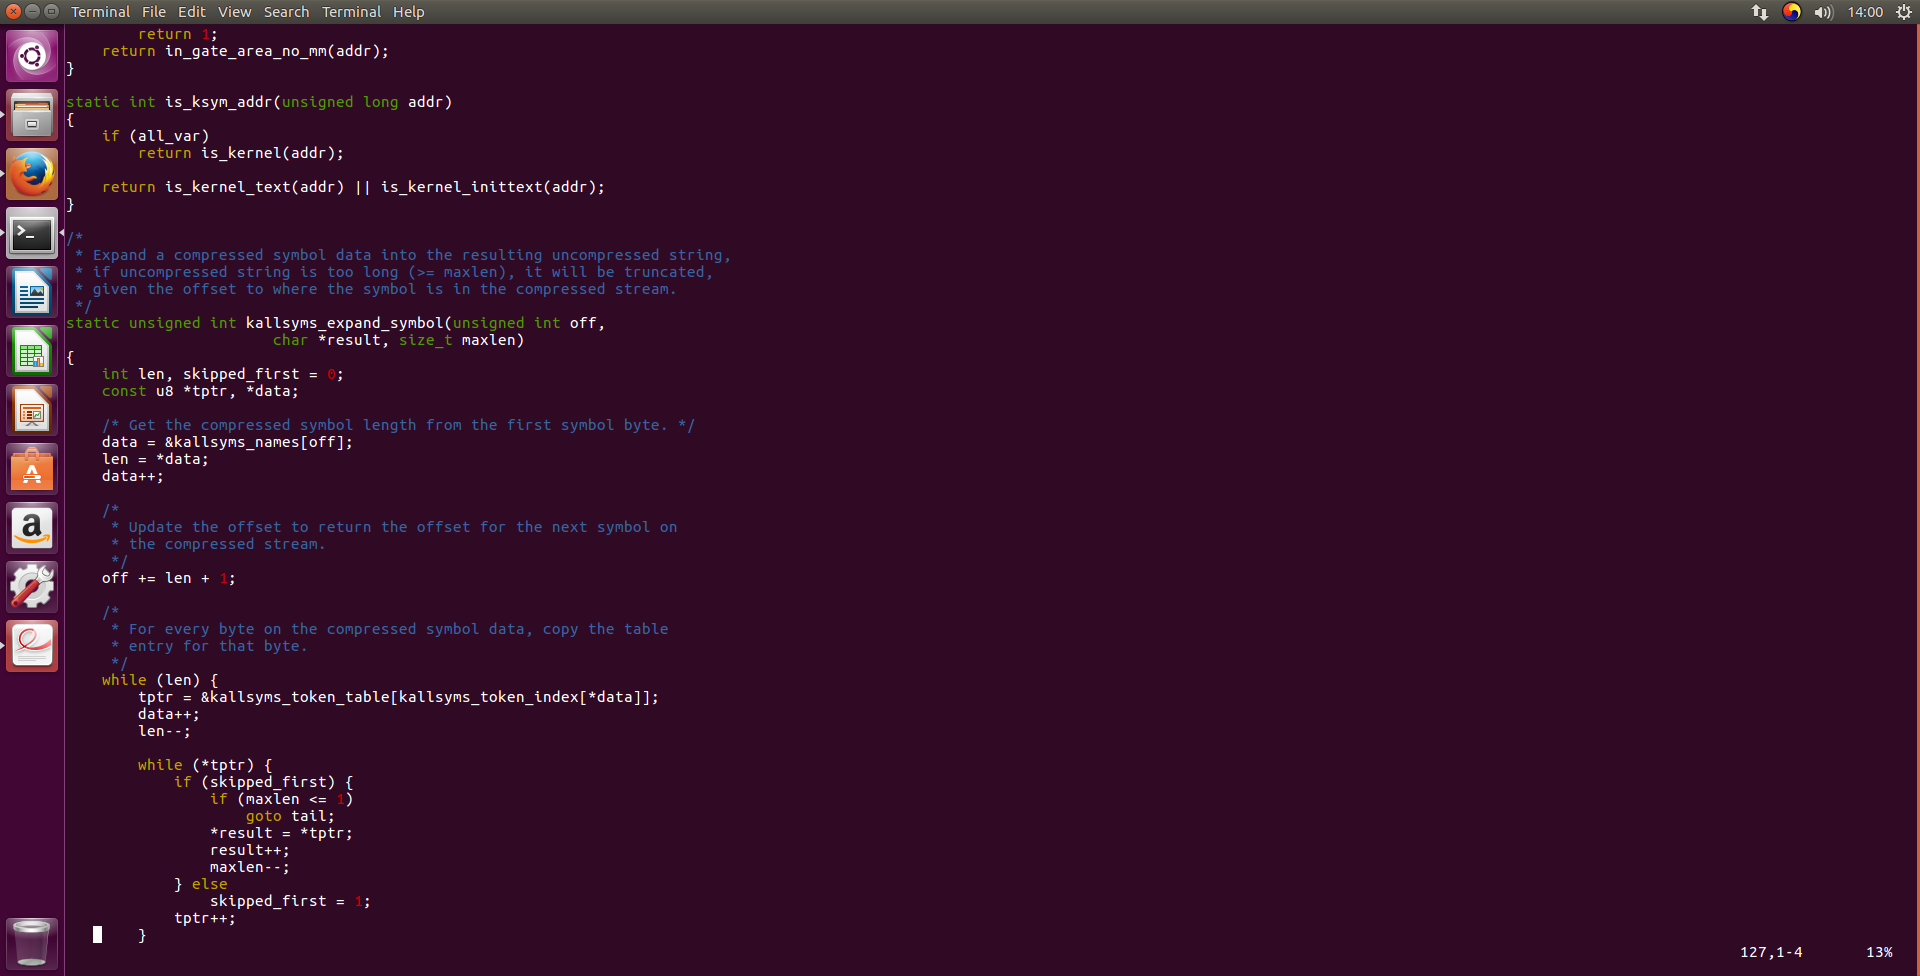 Terminal File Edit View Search Terminal Help 14:00
        return 1;
    return in_gate_area_no_mm(addr);
}
static int is_ksym_addr(unsigned long addr)
{
    if (all_var)
        return is_kernel(addr);
    return is_kernel_text(addr) || is_kernel_inittext(addr);
}
/*
 * Expand a compressed symbol data into the resulting uncompressed string,
 * if uncompressed string is too long (>= maxlen), it will be truncated,
 * given the offset to where the symbol is in the compressed stream.
 */
static unsigned int kallsyms_expand_symbol(unsigned int off,
                       char *result, size_t maxlen)
{
    int len, skipped_first = 0;
    const u8 *tptr, *data;
    /* Get the compressed symbol length from the first symbol byte. */
    data = &kallsyms_names[off];
    len = *data;
    data++;
    /*
     * Update the offset to return the offset for the next symbol on
     * the compressed stream.
     */
    off += len + 1;
    /*
     * For every byte on the compressed symbol data, copy the table
     * entry for that byte.
     */
    while (len) {
        tptr = &kallsyms_token_table[kallsyms_token_index[*data]];
        data++;
        len--;
        while (*tptr) {
            if (skipped_first) {
                if (maxlen <= 1)
                    goto tail;
                *result = *tptr;
                result++;
                maxlen--;
            } else
                skipped_first = 1;
            tptr++;
        }
127,1-4 13%